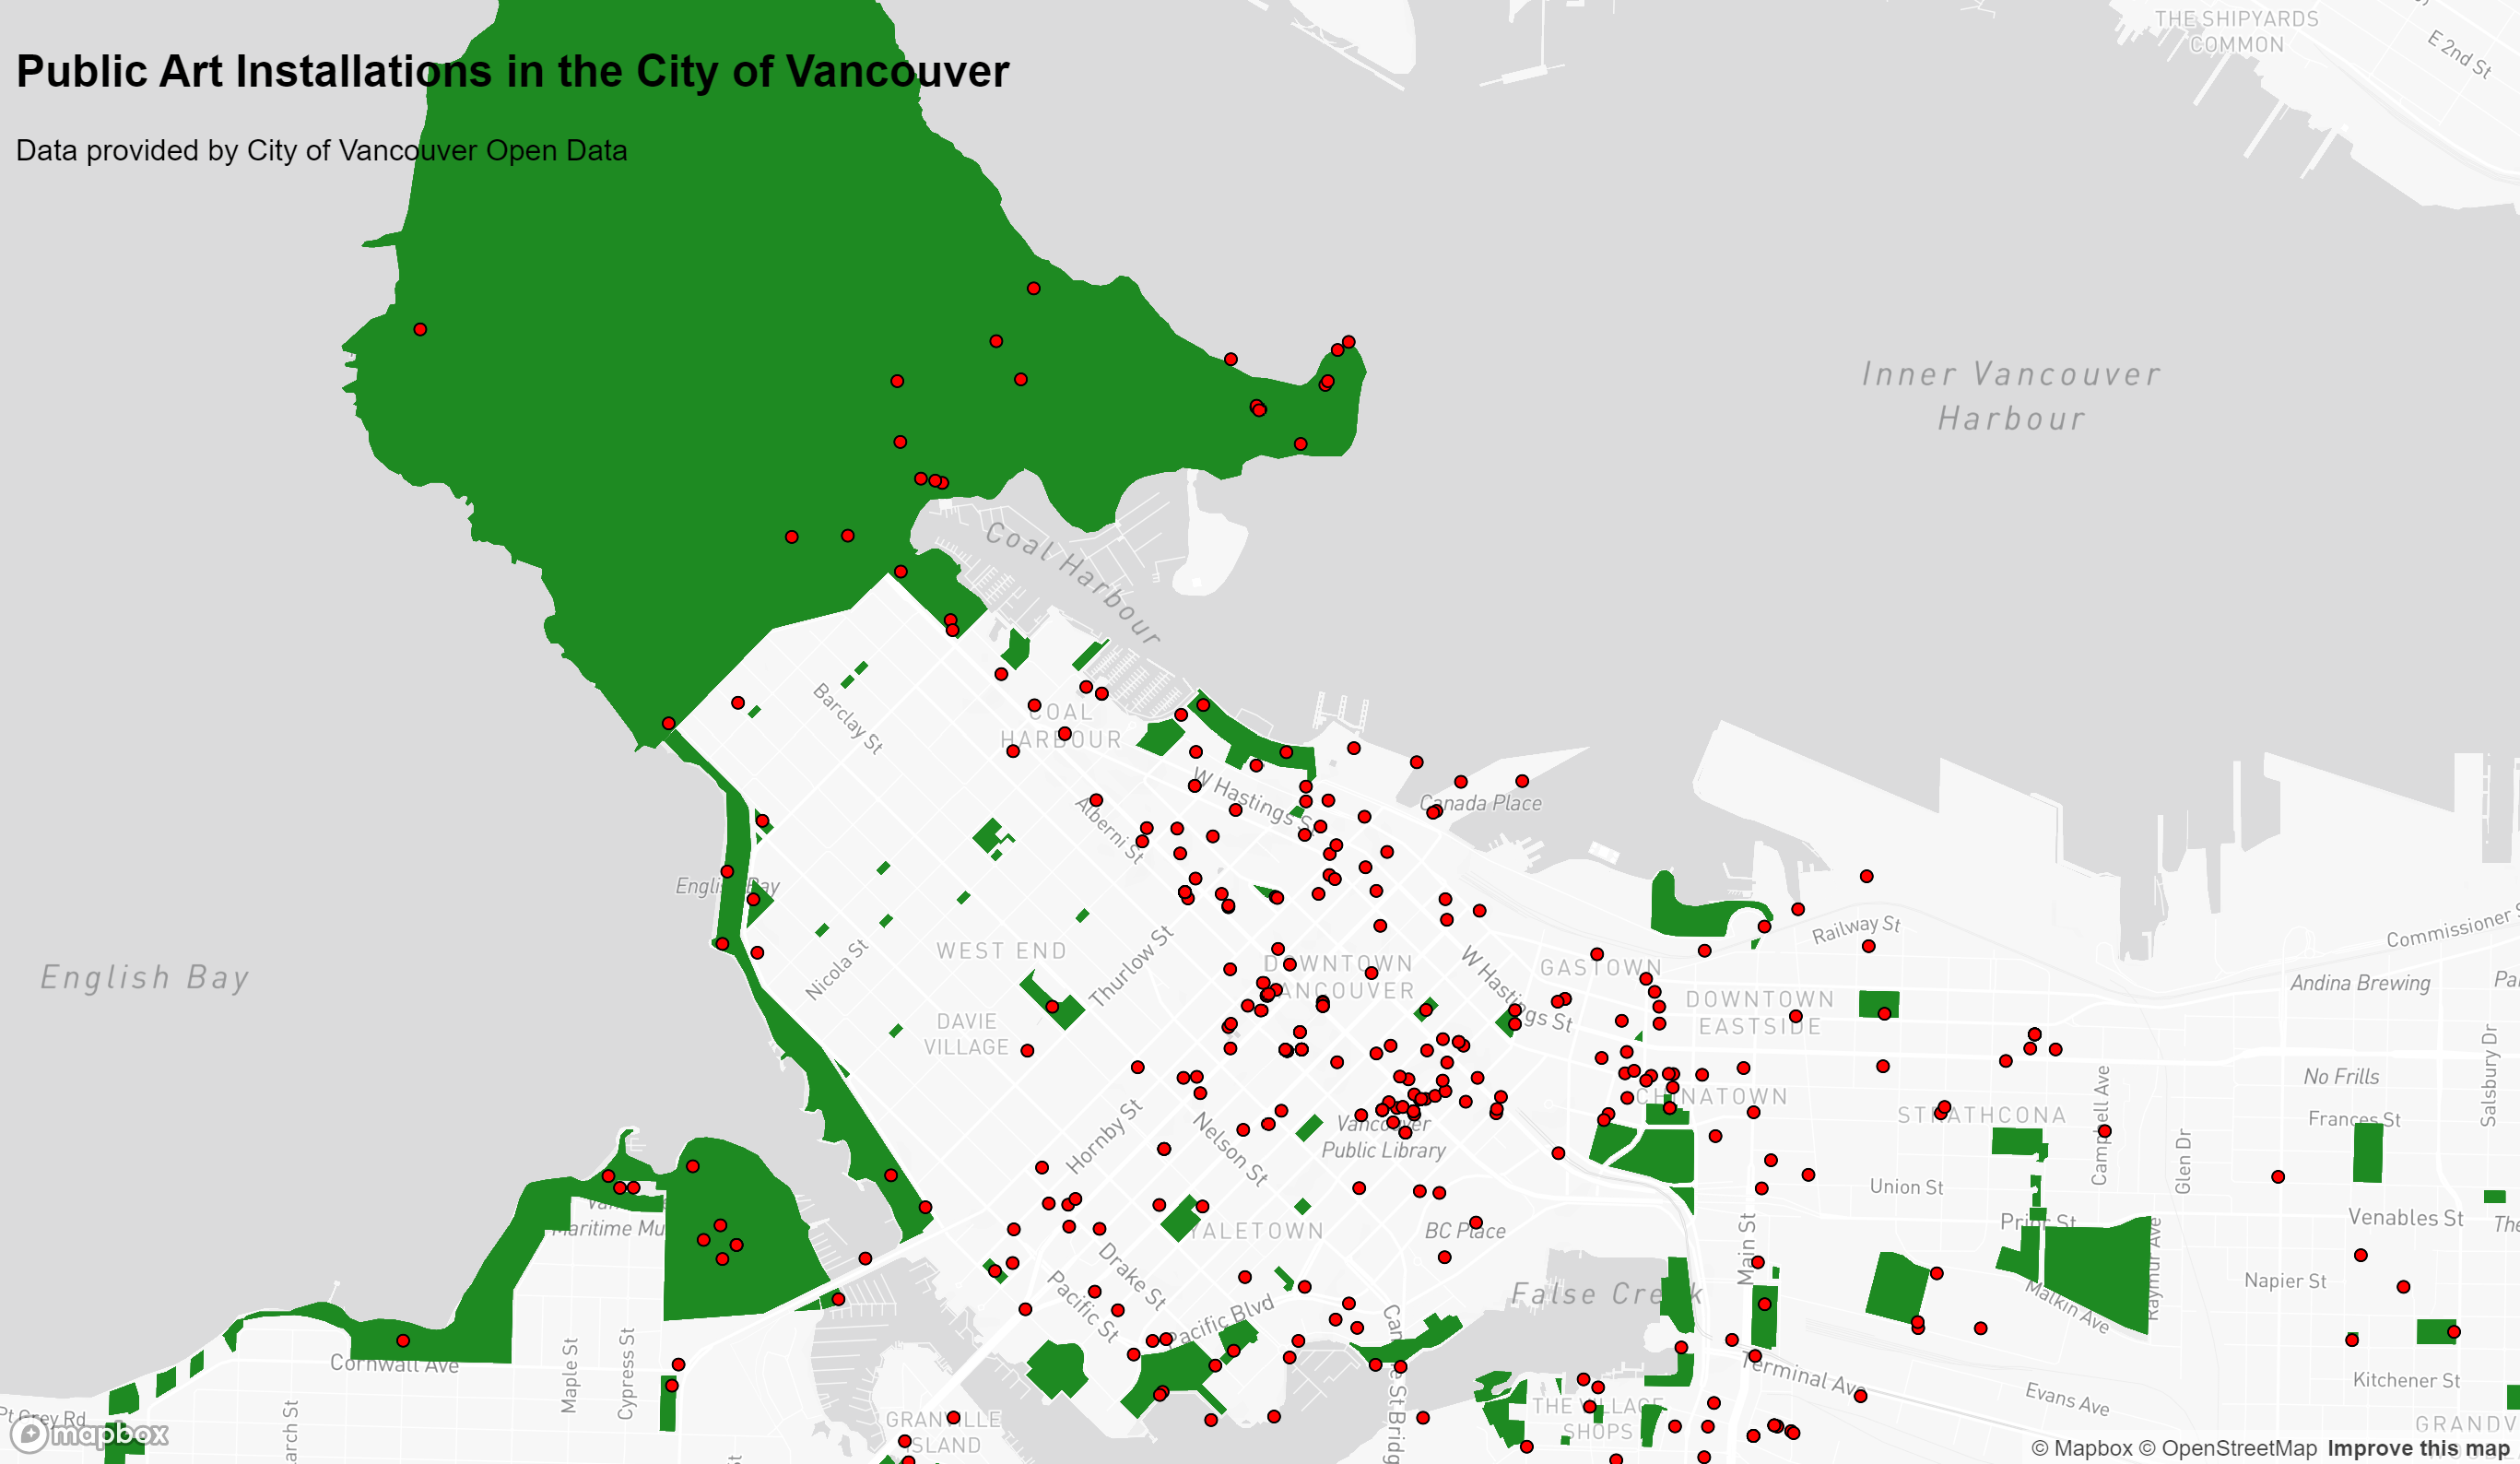 Public Art Installations in the City of Vancouver
Data provided by City of Vancouver Open Data
THE SHIPYARDS
COMMON
E 2nd St
Inner Vancouver
Harbour
Coal Harbour
Barclay St
COAL
HARBOUR
W Hastings St
Canada Place
Alberni St
English Bay
English Bay
WEST END
Nicola St
Thurlow St
DOWNTOWN
VANCOUVER
W Hastings St
GASTOWN
Railway St
Commissioner
DOWNTOWN
EASTSIDE
Andina Brewing
DAVIE
VILLAGE
No Frills
Salsbury Dr
CHINATOWN
STRATHCONA
Campbell Ave
Frances St
Hornby St
Nelson St
Vancouver
Public Library
Glen Dr
Union St
Maritime Mu
YALETOWN
BC Place
Main St
Prior St
Venables St
The
Drake St
Pacific St
Pacific Blvd
False Creek
Malkin Ave
Raymur Ave
Napier St
Cornwall Ave
Maple St
Cypress St
Terminal Ave
Evans Ave
Kitchener St
Pt Grey Rd
arch St
GRANVILLE
ISLAND
THE VILLAGE
SHOPS
GRANDV
mapbox
© Mapbox © OpenStreetMap Improve this map